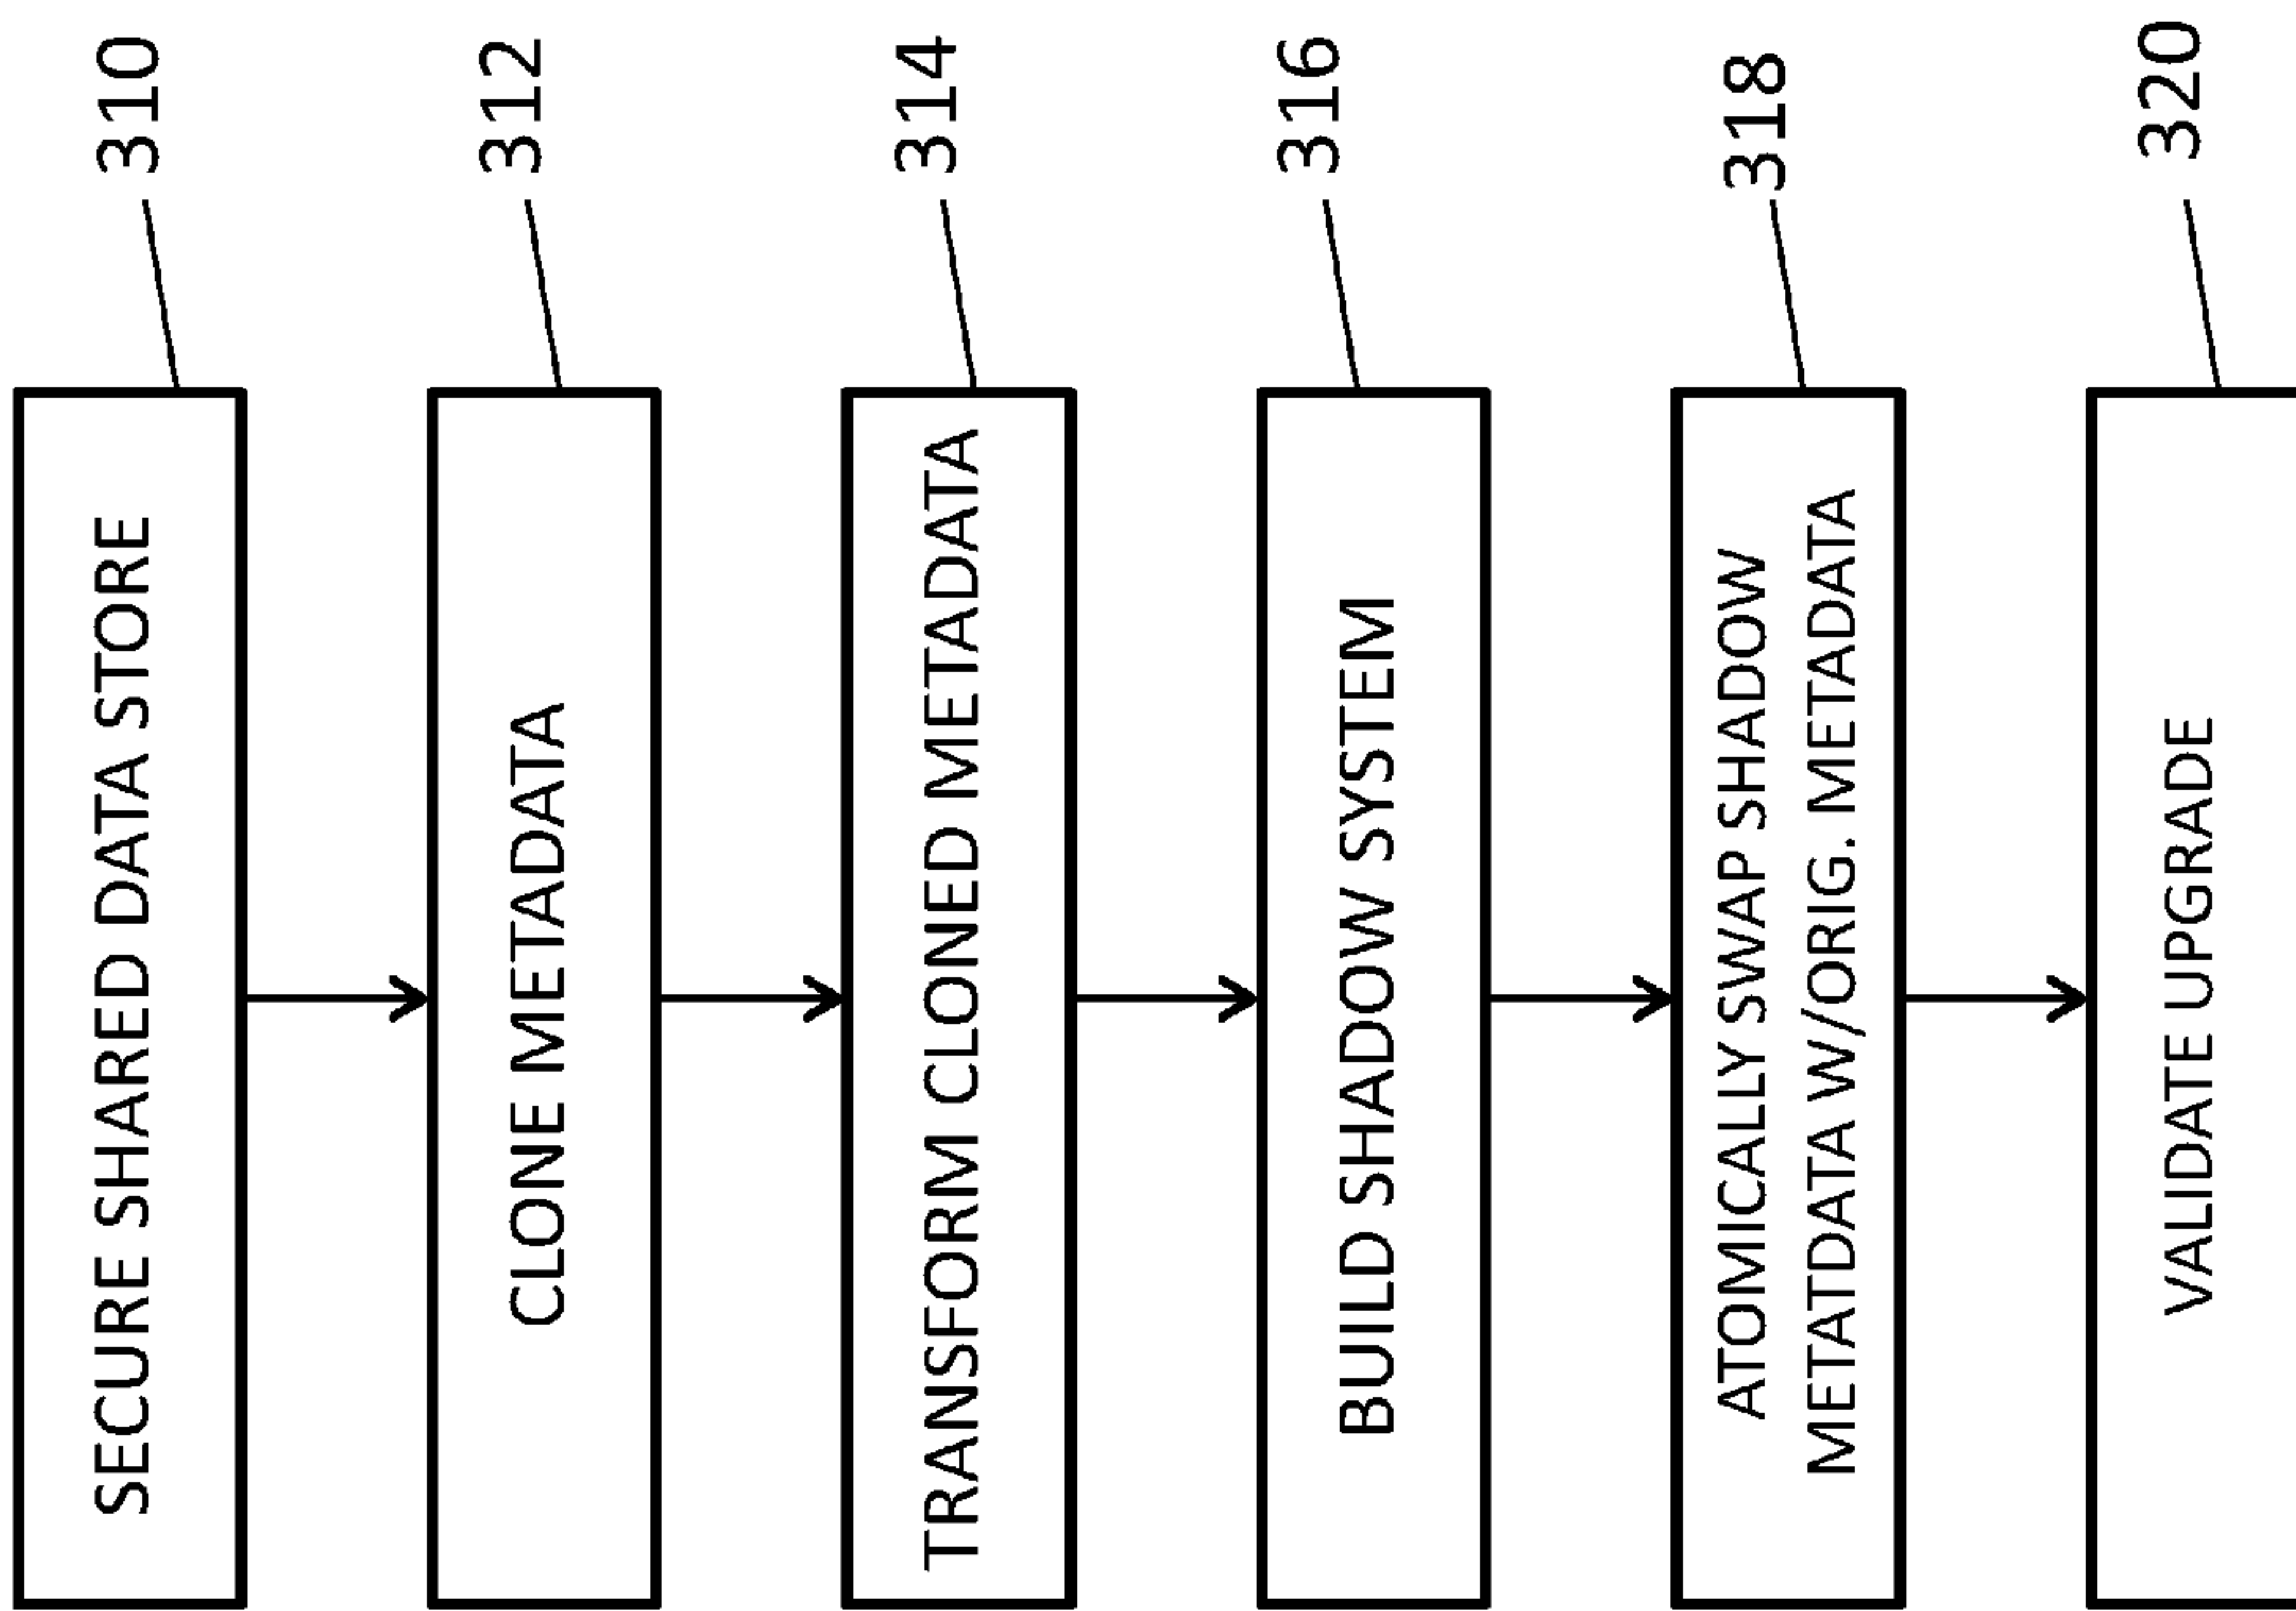 SECURE SHARED DATA STORE
310
CLONE METADATA
312
TRANSFORM CLONED METADATA
314
BUILD SHADOW SYSTEM
316
ATOMICALLY SWAP SHADOW
METATDATA W/ORIG. METADATA
318
VALIDATE UPGRADE
320